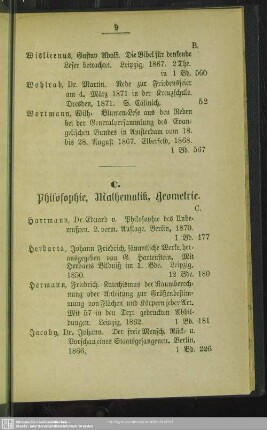 9
B.
Wislicenus, Gustav Adolf. Die Bibel für denkende
Leser betrachtet. Leipzig, 1867. 2 The.
in 1 Bd. 560
Wohlrab, Dr. Martin. Rede zur Friedensfeier
am 4. März 1871 in der Kreuzschule.
Dresden, 1871. S. Cälinich. 52
Wortmann, Wilh. Blumen-Lese aus den Reden
bei der Generalversammlung des Evan-
gelischen Bundes in Amsterdam vom 18.
bis 28. August 1867. Elberfeld, 1868.
1 Bd. 567
C.
Philosophie, Mathematik, Geometrie.
C.
Hartmann, Dr. Eduard v. Philosophie des Unbe-
wußten. 2. verm. Auflage. Berlin, 1870.
1 Bd. 177
Herbarts, Johann Friedrich, sämmtliche Werke, her-
ausgegeben von G. Hartenstein. Mit
Herbarts Bildniß im 1. Bde. Leipzig,
1850. 12 Bde. 180
Hermann, Friedrich. Katechismus der Raumberech-
nung oder Anleitung zur Größenbestim-
mung von Flächen und Körpern jeder Art.
Mit 57 in den Text gedruckten Abbil-
dungen. Leipzig, 1862. 1 Bd. 181
Jacoby, Dr. Johann. Der freie Mensch. Rück- u.
Vorschau eines Staatsgefangenen. Berlin,
1866. 1 Bd. 226